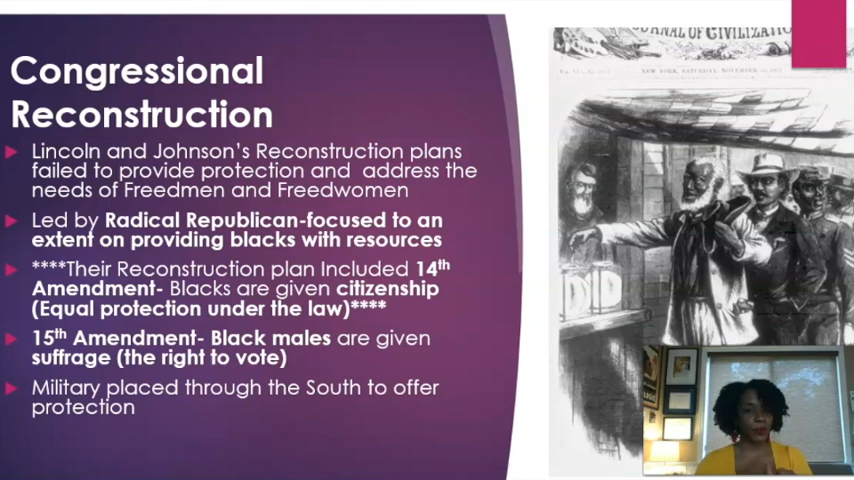 Congressional
Reconstruction
Lincoln and Johnson's Reconstruction plans
failed to provide protection and address the
needs of Freedmen and Freedwomen
Led by Radical Republican-focused to an
extent on providing blacks with resources
****Their Reconstruction plan Included 14th
Amendment- Blacks are given citizenship
(Equal protection under the law)****
15th Amendment- Black males are given
suffrage (the right to vote)
Military placed through the South to offer
protection
OF CIVILIZATIO
NEW YORK, SATURDAY, NOVEMBER